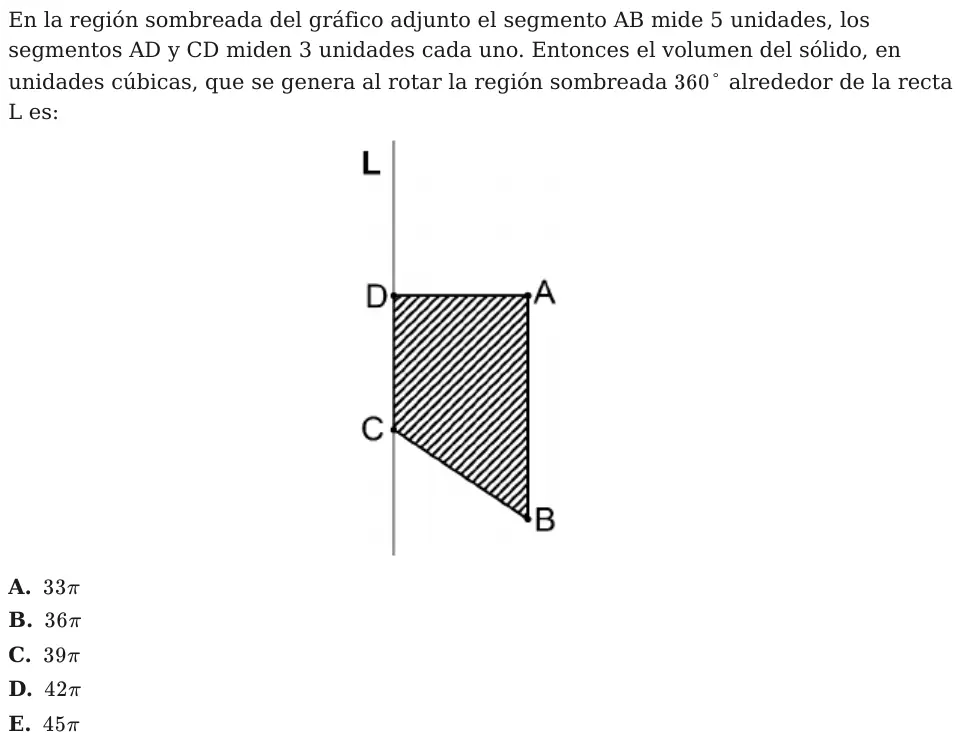 En la región sombreada del gráfico adjunto el segmento AB mide 5 unidades, los
segmentos AD y CD miden 3 unidades cada uno. Entonces el volumen del sólido, en
unidades cúbicas, que se genera al rotar la región sombreada 360° alrededor de la recta
L es:
L
D A
C
B
A. 33π
B. 36π
C. 39π
D. 42π
E. 45π